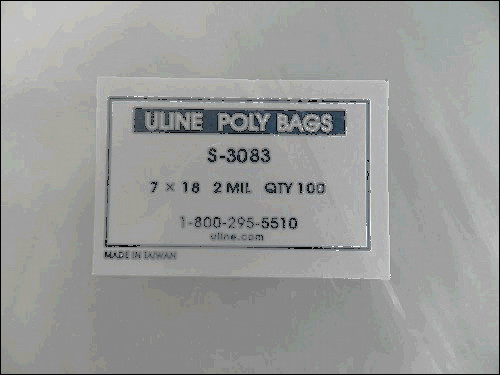 ULINE POLY BAGS
S-3083
7 × 18 2 MIL QTY 100
1-800-295-5510
uline.com
MADE IN TAIWAN